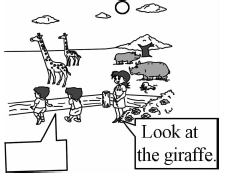 Look at
the giraffe.